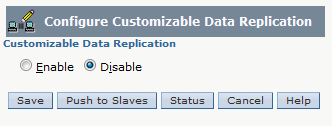 Configure Customizable Data Replication
Customizable Data Replication
Enable Disable
Save Push to Slaves Status Cancel Help